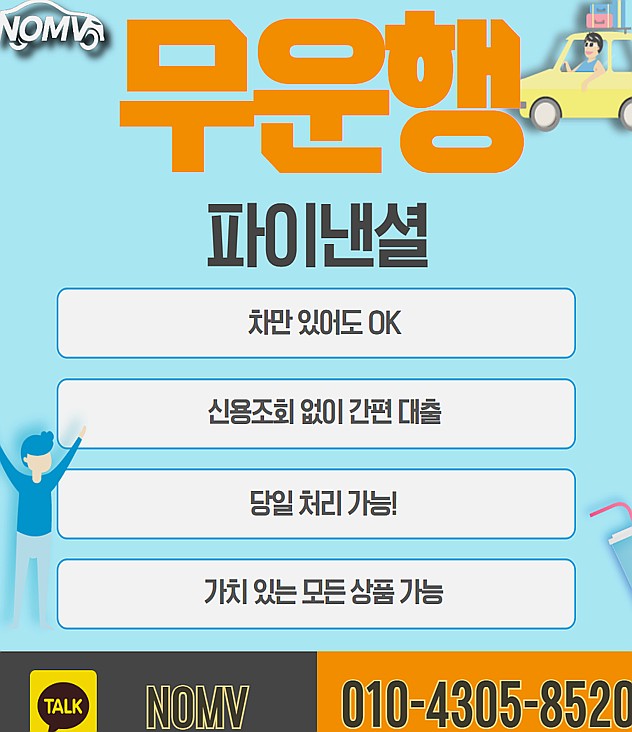 NOMV
무운행
파이낸셜
차만 있어도 OK
신용조회 없이 간편 대출
당일 처리 가능!
가치 있는 모든 상품 가능
TALK
NOMV
010-4305-8520